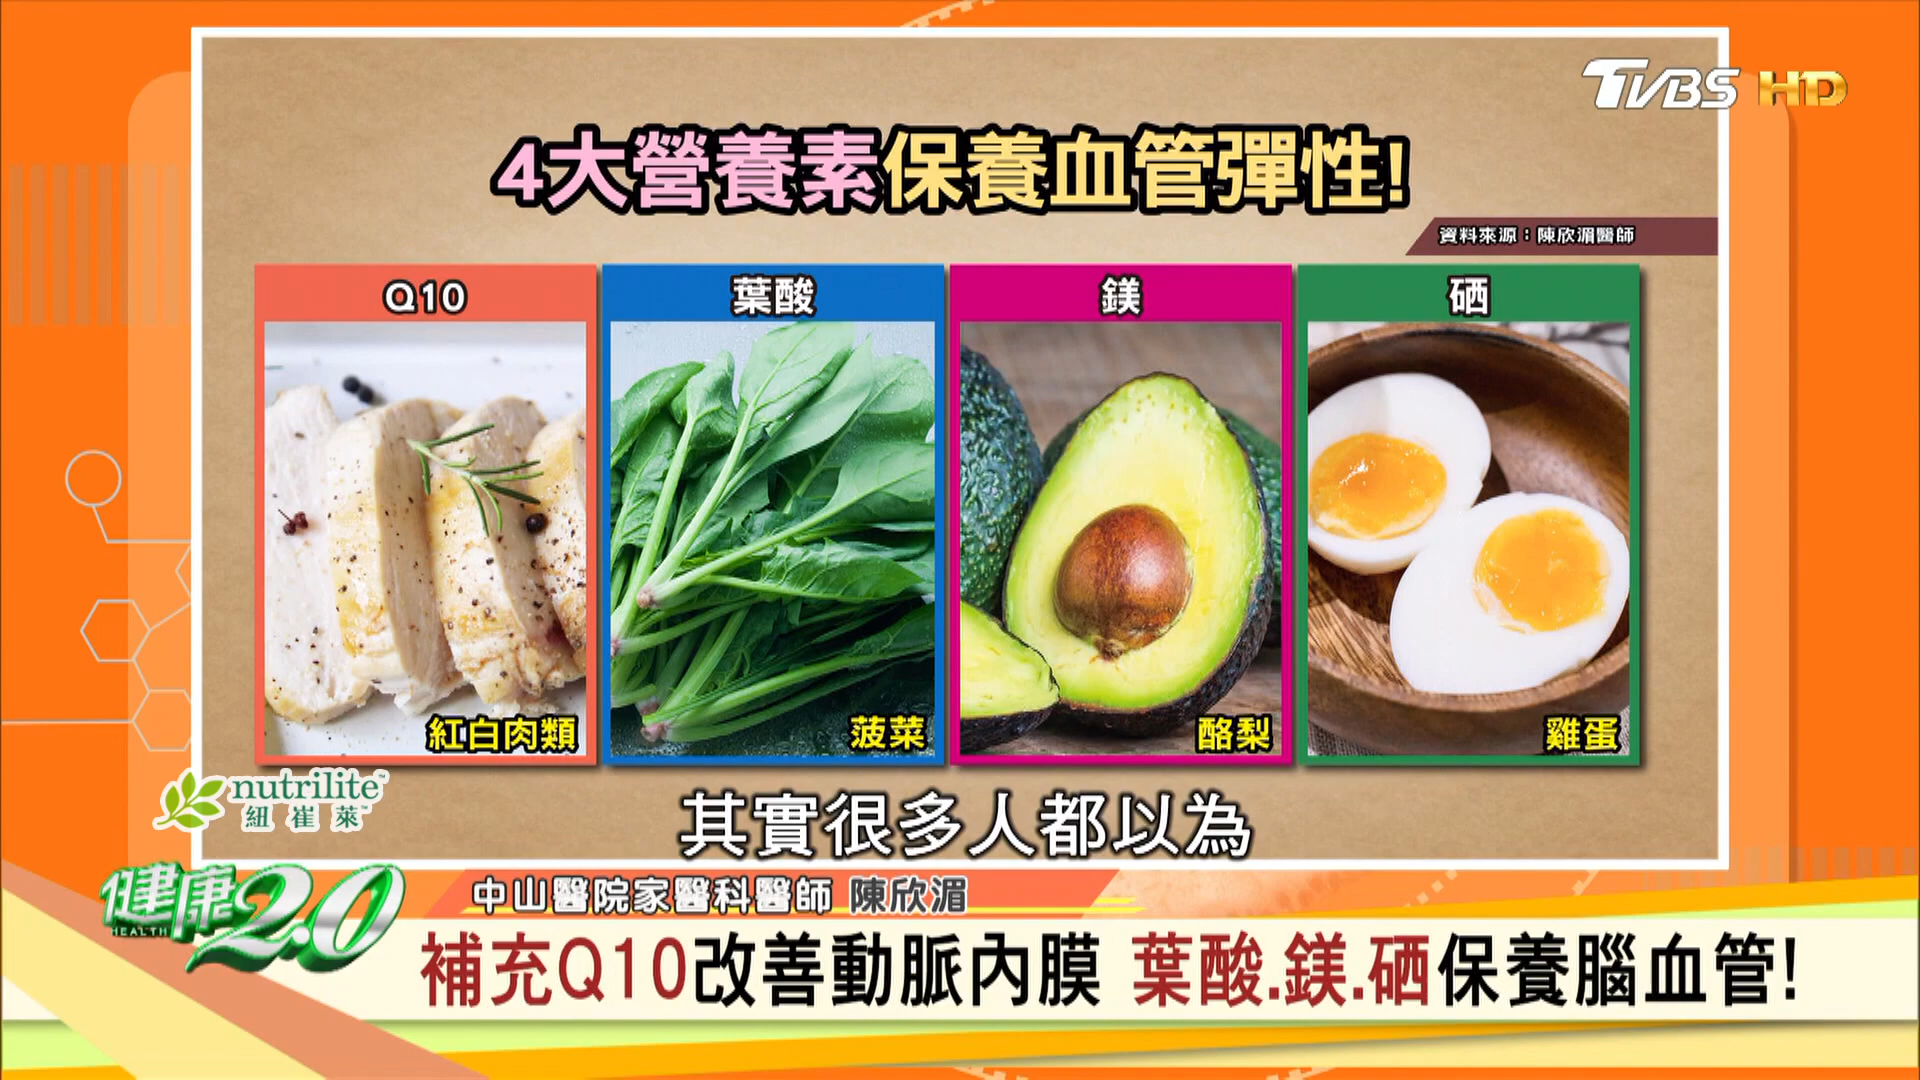 TVBS HD
4大營養素保養血管彈性!
資料來源：陳欣湄醫師
Q10
葉酸
鎂
硒
紅白肉類
菠菜
酪梨
雞蛋
nutrilite™
紐崔萊™
其實很多人都以為
健康2.0
HEALTH
中山醫院家醫科醫師 陳欣湄
補充Q10改善動脈內膜 葉酸.鎂.硒保養腦血管!